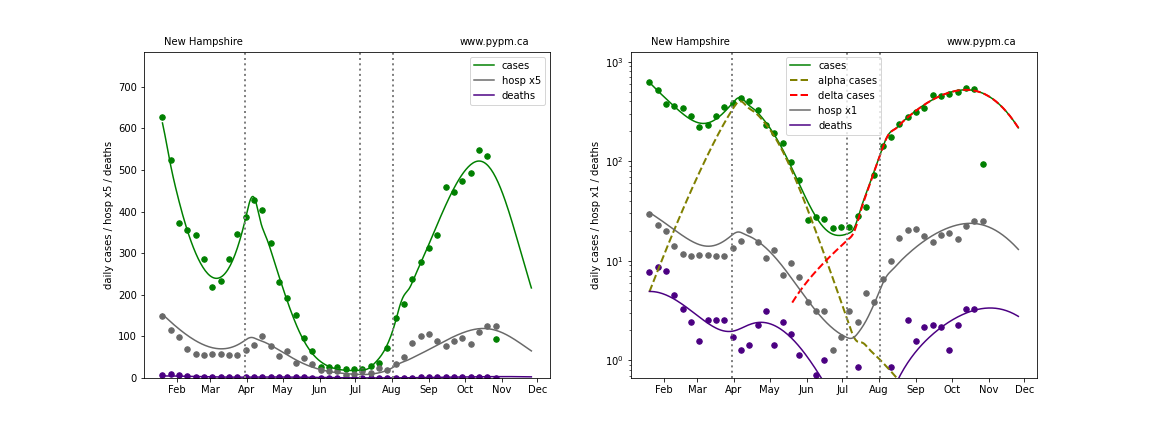 New Hampshire www.pypm.ca
cases
hosp x5
deaths
daily cases / hosp x5 / deaths
700
600
500
400
300
200
100
0
Feb Mar Apr May Jun Jul Aug Sep Oct Nov Dec
New Hampshire www.pypm.ca
cases
alpha cases
delta cases
hosp x1
deaths
daily cases / hosp x1 / deaths
10³
10²
10¹
10⁰
Feb Mar Apr May Jun Jul Aug Sep Oct Nov Dec